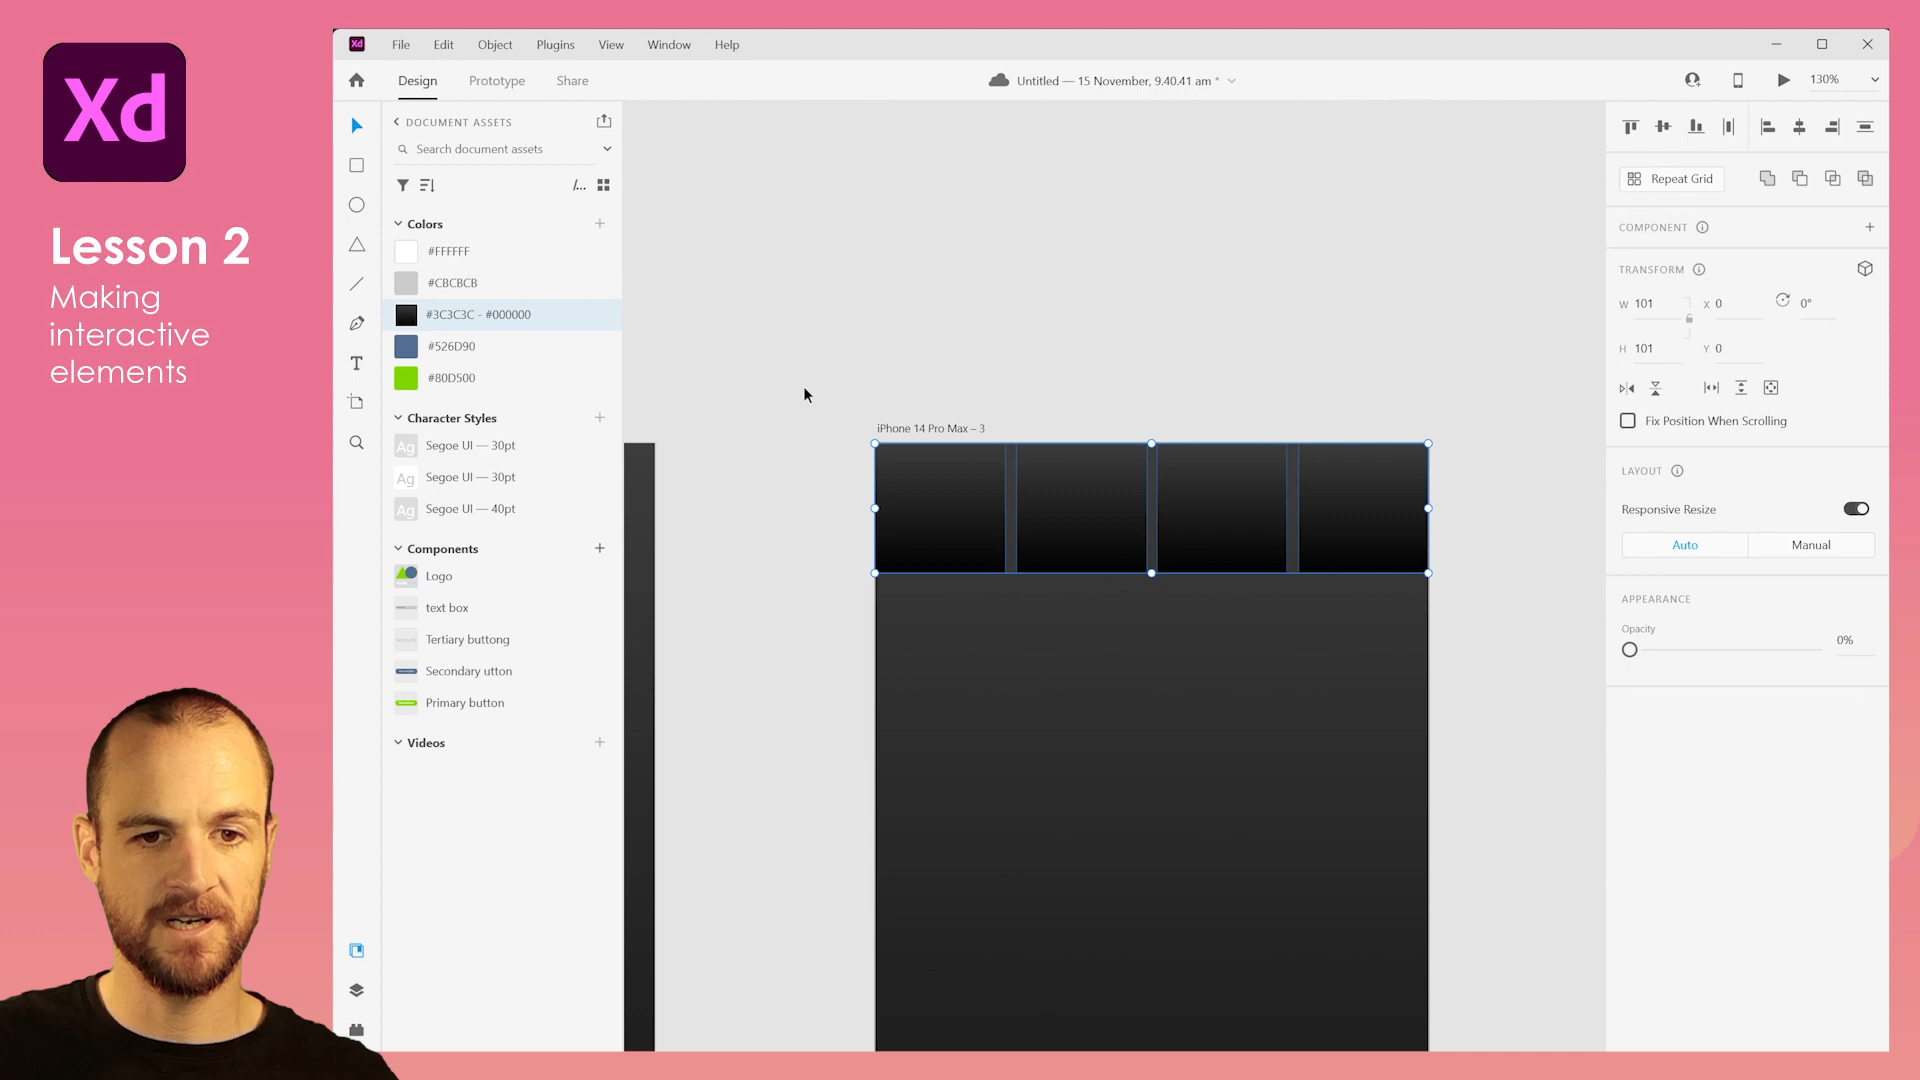 Xd
Lesson 2
Making
interactive
elements
Xd
File Edit Object Plugins View Window Help
Design Prototype Share
Untitled — 15 November, 9.40.41 am *
130%
DOCUMENT ASSETS
Search document assets
/...
Colors
#FFFFFF
#CBCBCB
#3C3C3C - #000000
#526D90
#80D500
Character Styles
Ag Segoe UI — 30pt
Ag Segoe UI — 30pt
Ag Segoe UI — 40pt
Components
Logo
text box
Tertiary buttong
Secondary utton
Primary button
Videos
iPhone 14 Pro Max – 3
Repeat Grid
COMPONENT
TRANSFORM
W 101 X 0 0°
H 101 Y 0
Fix Position When Scrolling
LAYOUT
Responsive Resize
Auto Manual
APPEARANCE
Opacity
0%